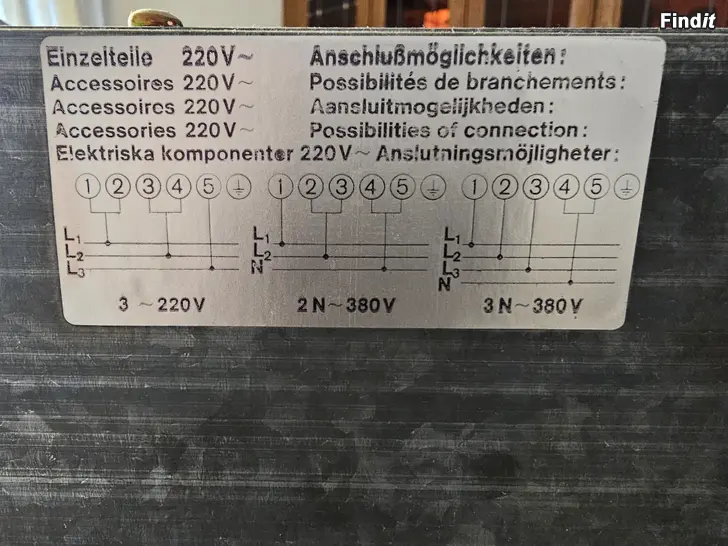 Findit
Einzelteile 220V~ Anschlußmöglichkeiten:
Accessoires 220V~ Possibilités de branchements:
Accessoires 220V~ Aansluitmogelijkheden:
Accessories 220V~ Possibilities of connection:
Elektriska komponenter 220V~ Anslutningsmöjligheter:
1 2 3 4 5 1 2 3 4 5 1 2 3 4 5
L1 L1 L1
L2 L2 L2
L3 N L3
N
3~220V 2N~380V 3N~380V